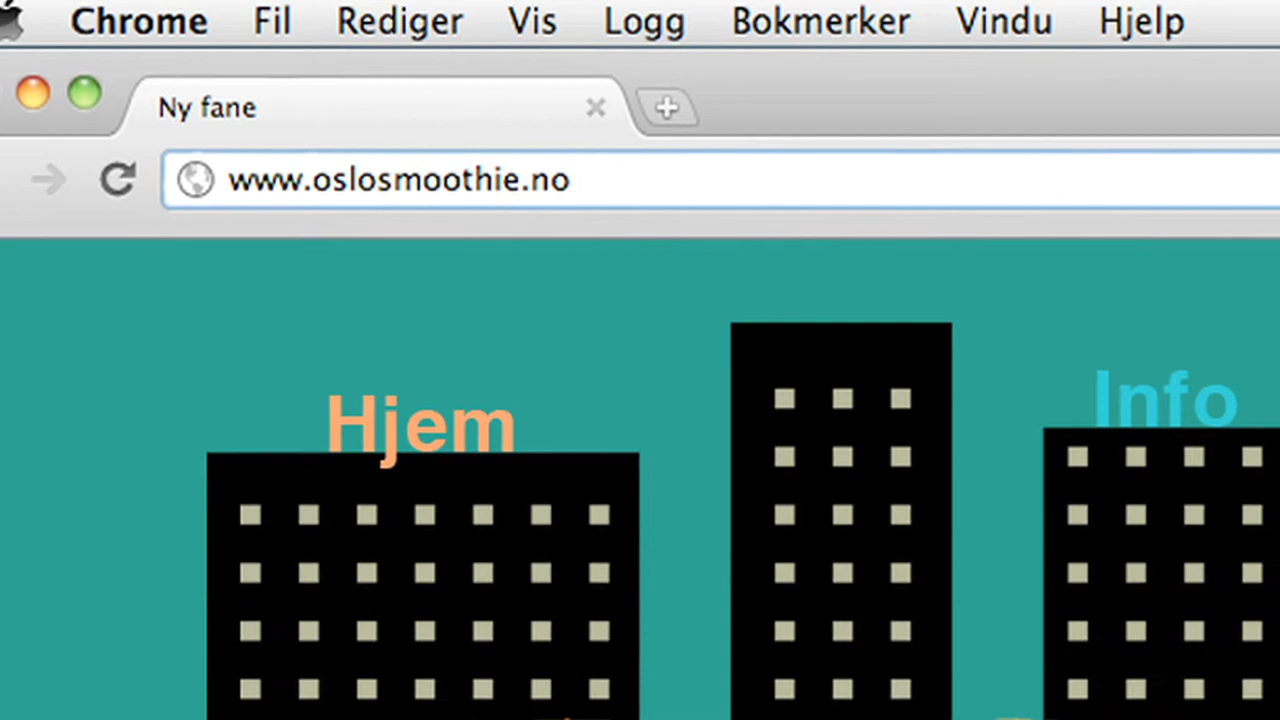 Chrome Fil Rediger Vis Logg Bokmerker Vindu Hjelp
Ny fane
www.oslosmoothie.no
Info
Hjem